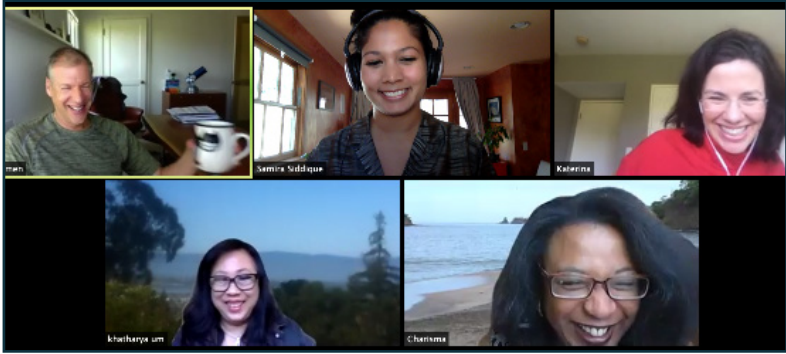 men
Samira Siddique
Katerina
khatharya um
Charisma